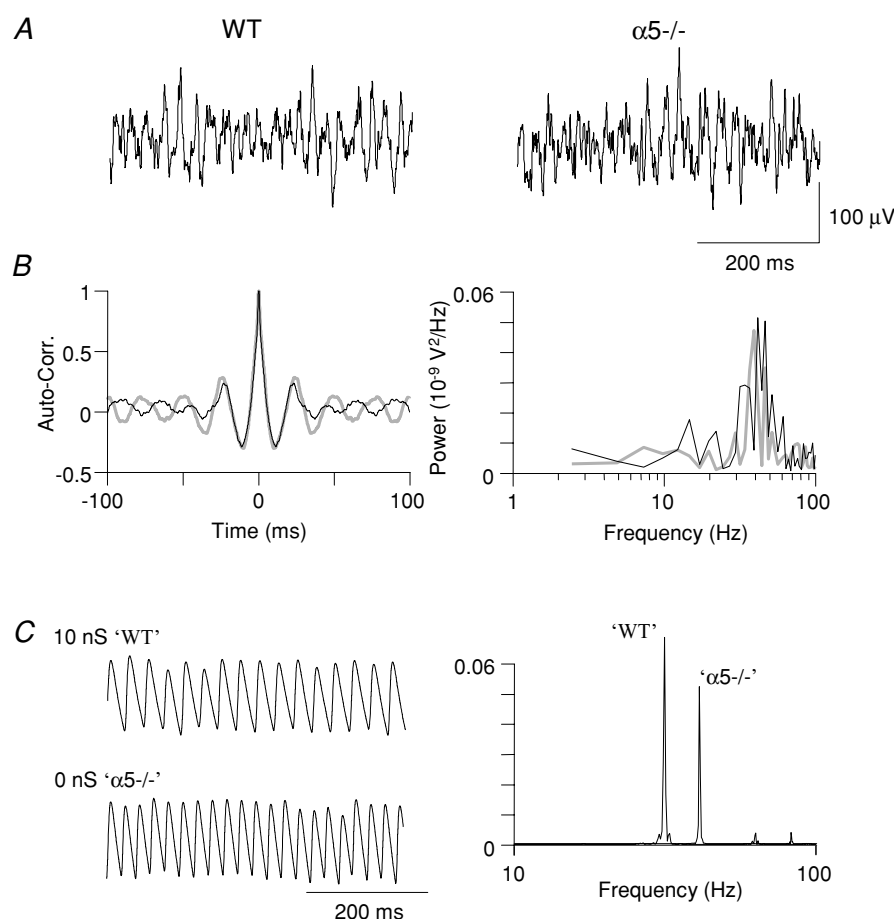 A
WT
α5-/-
100 μV
200 ms
B
1
0.5
0
-0.5
Auto-Corr.
-100
0
100
Time (ms)
0.06
0
Power (10⁻⁹ V²/Hz)
1
10
100
Frequency (Hz)
C
10 nS ‘WT’
0 nS ‘α5-/-’
200 ms
‘WT’
‘α5-/-’
0.06
0
10
100
Frequency (Hz)